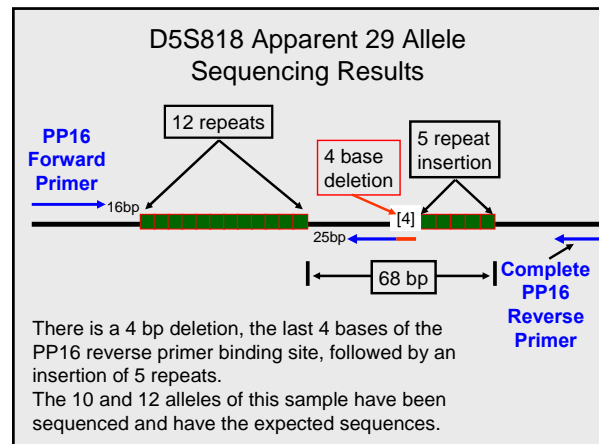 D5S818 Apparent 29 Allele
Sequencing Results
12 repeats
PP16
Forward
Primer
4 base
deletion
5 repeat
insertion
16bp
[4]
25bp
68 bp
Complete
PP16
Reverse
Primer
There is a 4 bp deletion, the last 4 bases of the
PP16 reverse primer binding site, followed by an
insertion of 5 repeats.
The 10 and 12 alleles of this sample have been
sequenced and have the expected sequences.